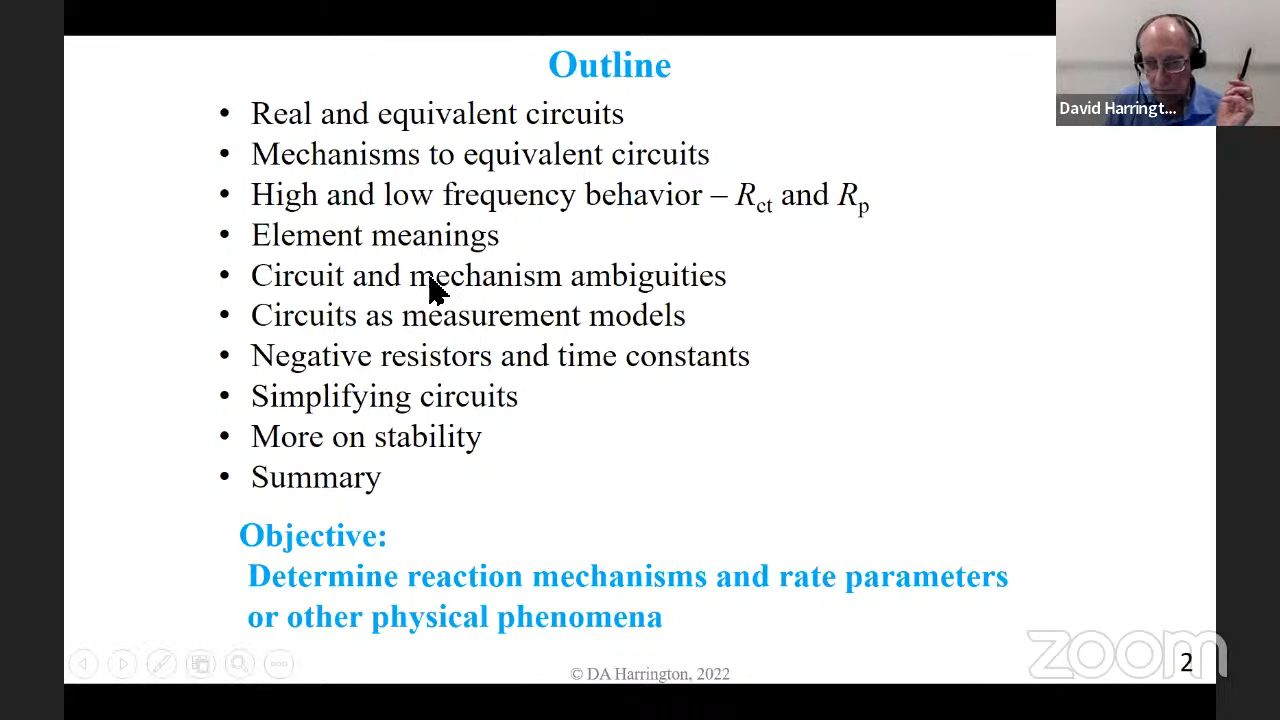 Outline
• Real and equivalent circuits
• Mechanisms to equivalent circuits
• High and low frequency behavior – Rct and Rp
• Element meanings
• Circuit and mechanism ambiguities
• Circuits as measurement models
• Negative resistors and time constants
• Simplifying circuits
• More on stability
• Summary
Objective:
Determine reaction mechanisms and rate parameters
or other physical phenomena
© DA Harrington, 2022
2
zoom
David Harringt...